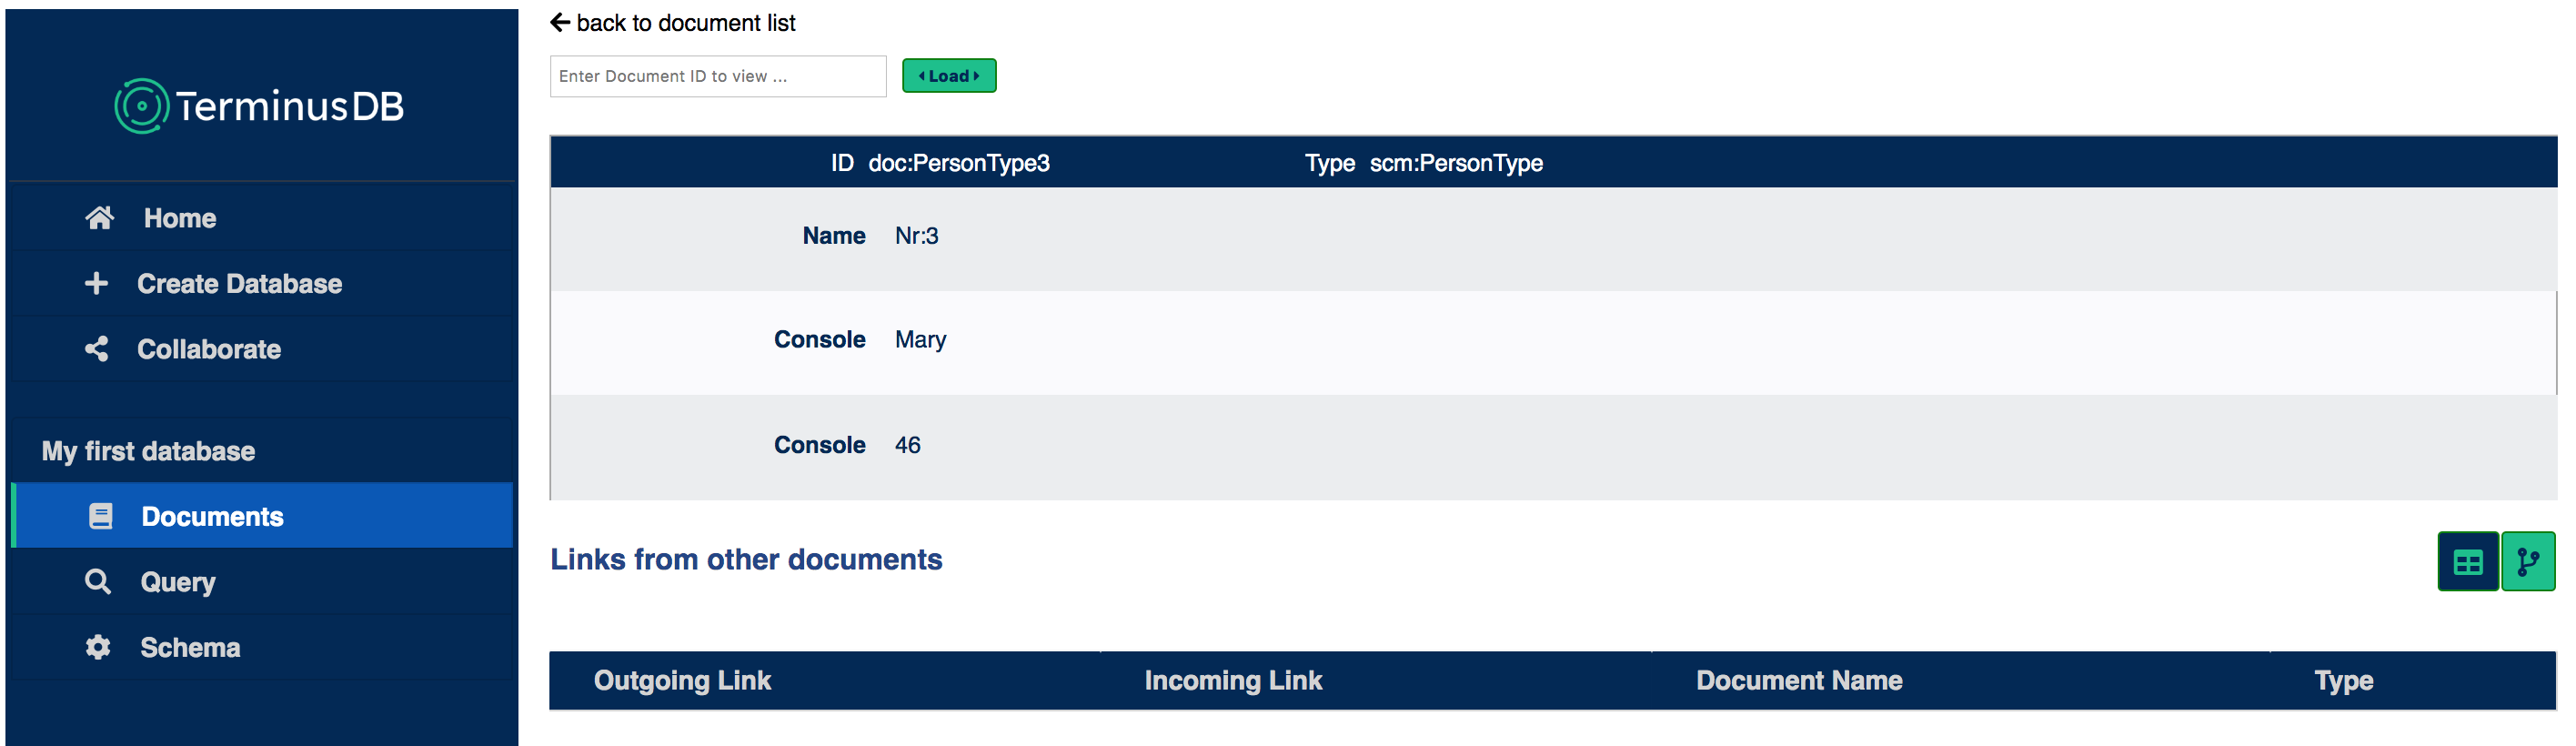 TerminusDB
Home
Create Database
Collaborate
My first database
Documents
Query
Schema
back to document list
Enter Document ID to view ...
Load
ID doc:PersonType3 Type scm:PersonType
Name Nr:3
Console Mary
Console 46
Links from other documents
Outgoing Link Incoming Link Document Name Type